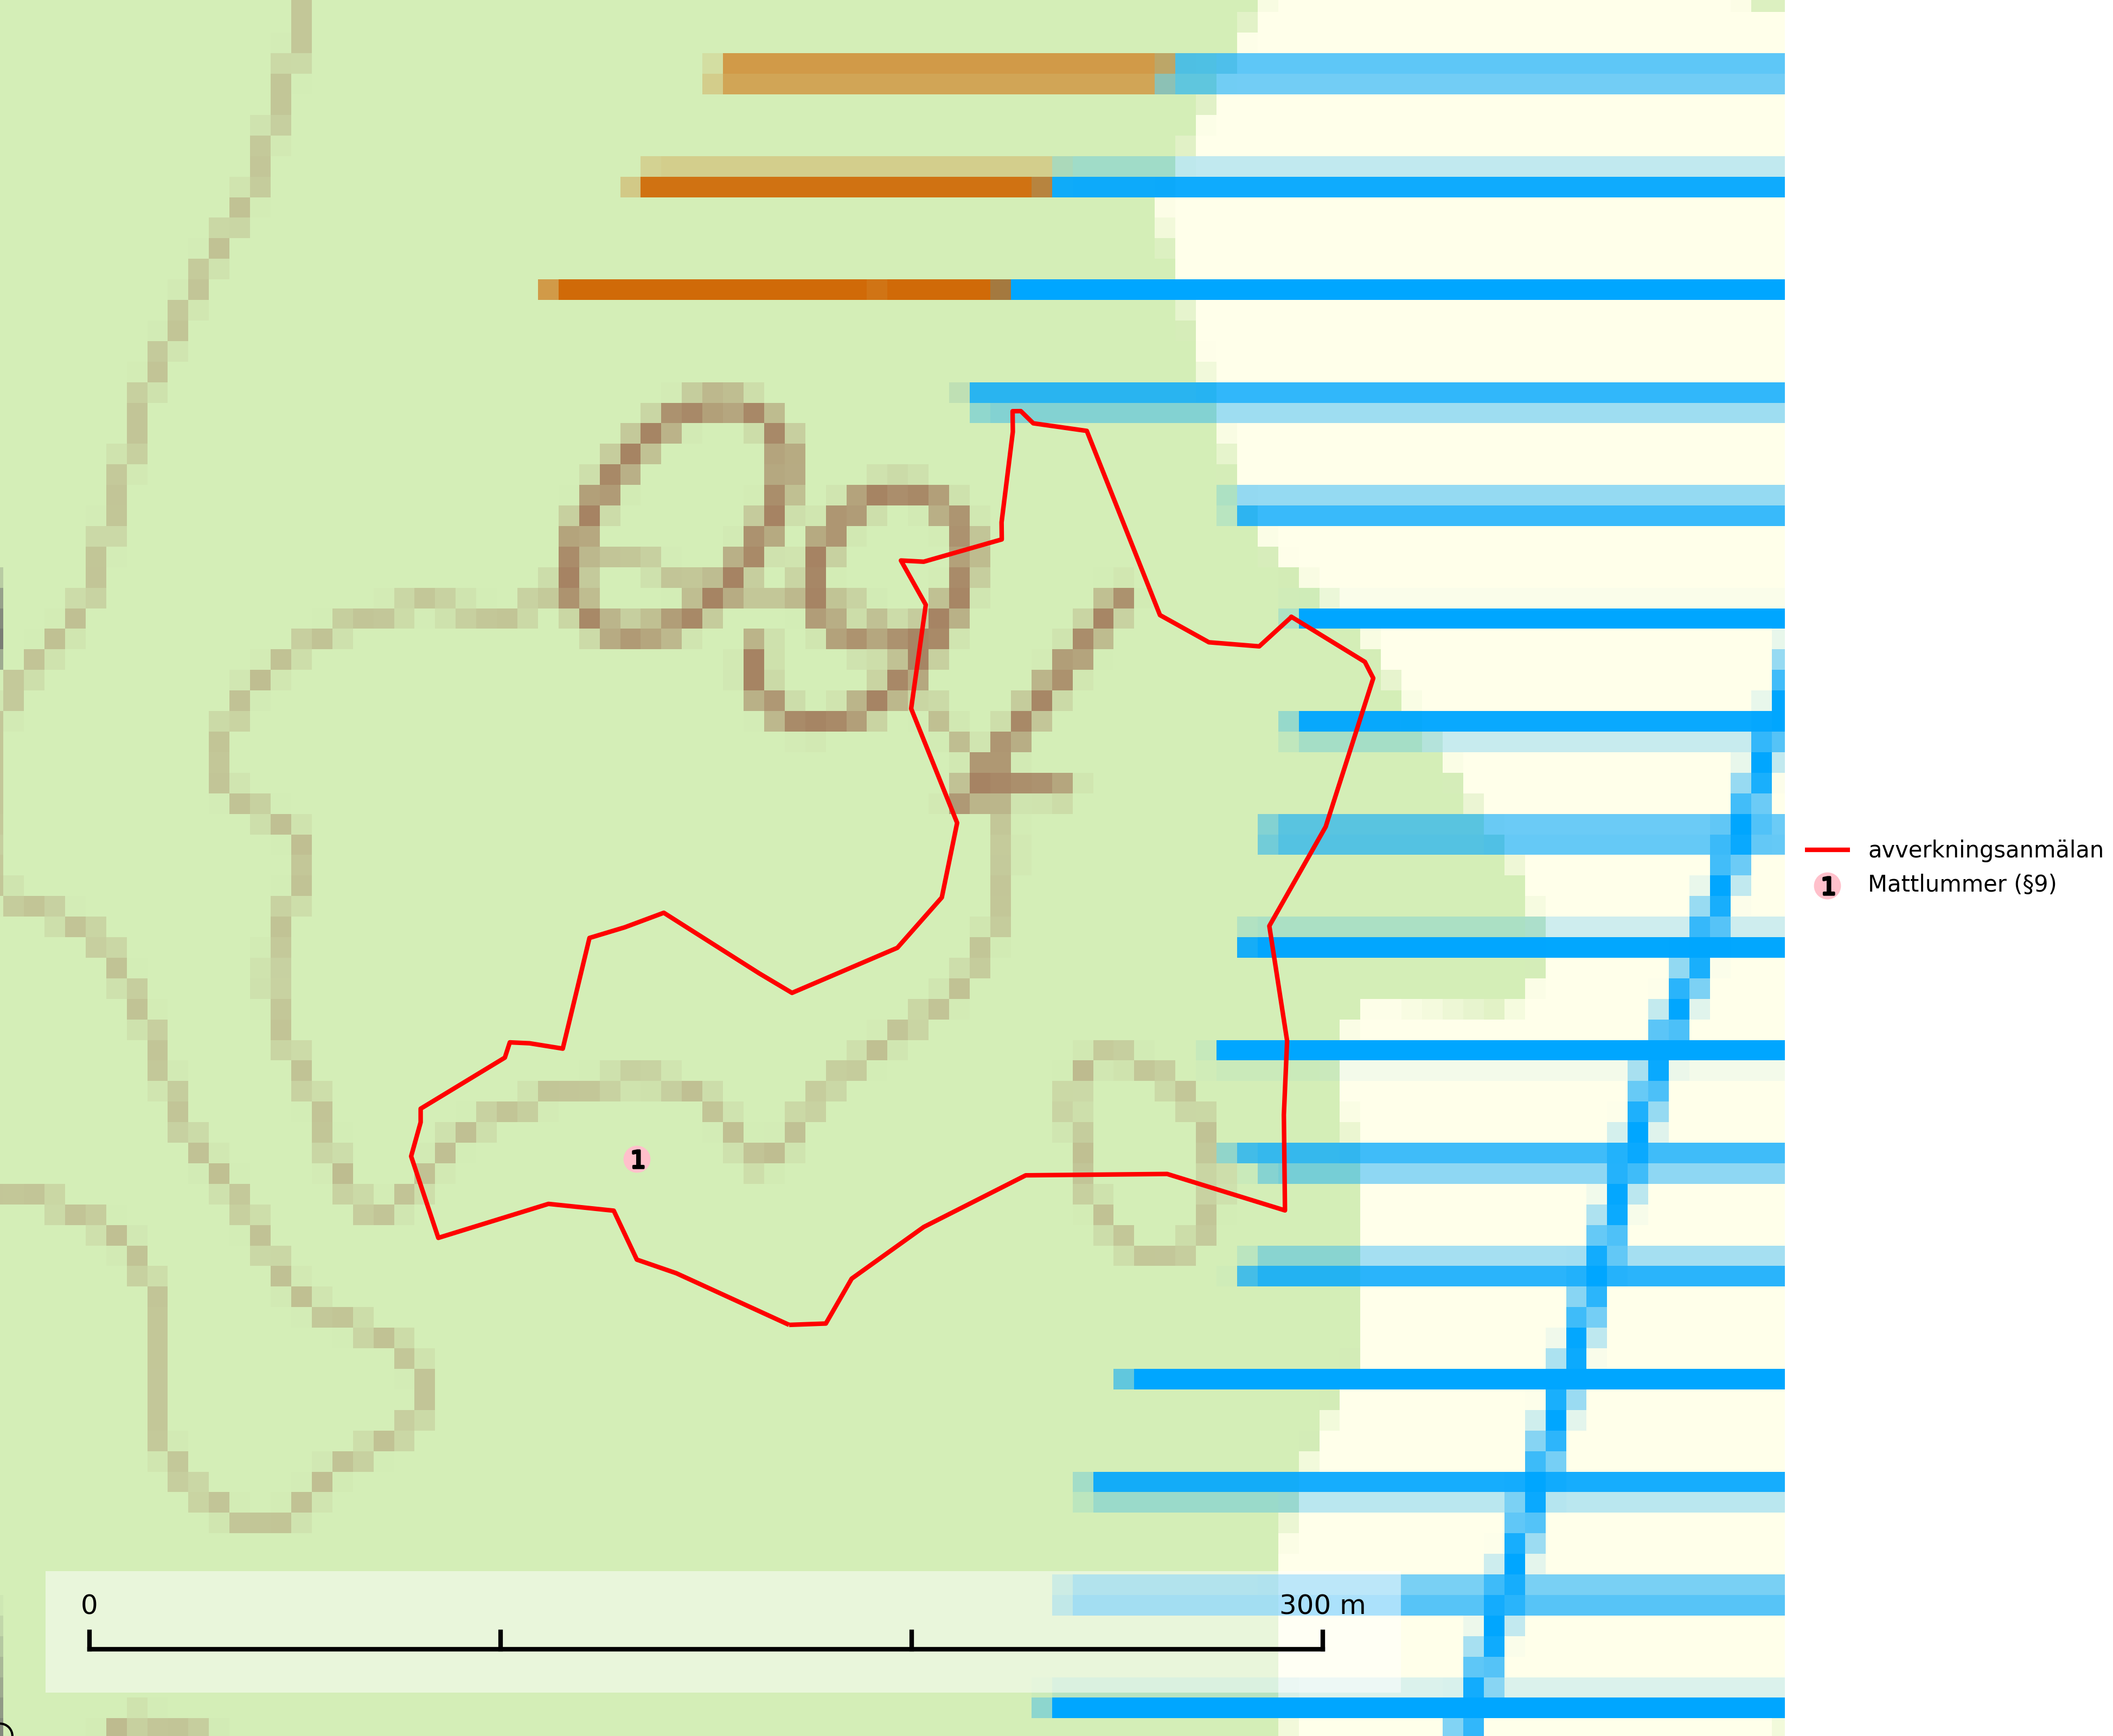 avverkningsanmälan
1 Mattlummer (§9)
1
0 300 m